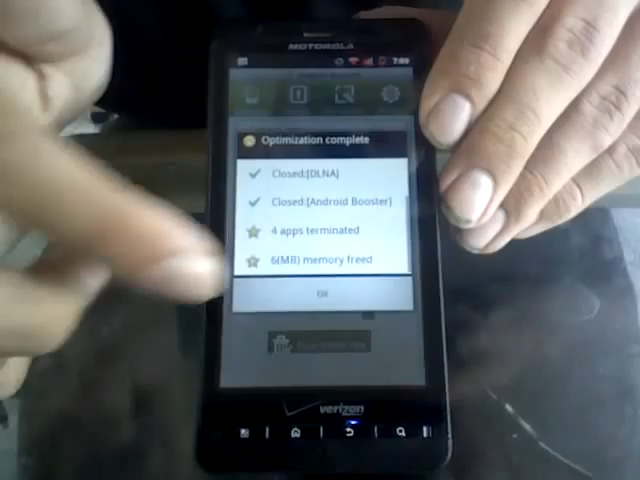 MOTOROLA
Optimization complete
Closed:[DLNA]
Closed:[Android Booster]
4 apps terminated
6(MB) memory freed
OK
verizon